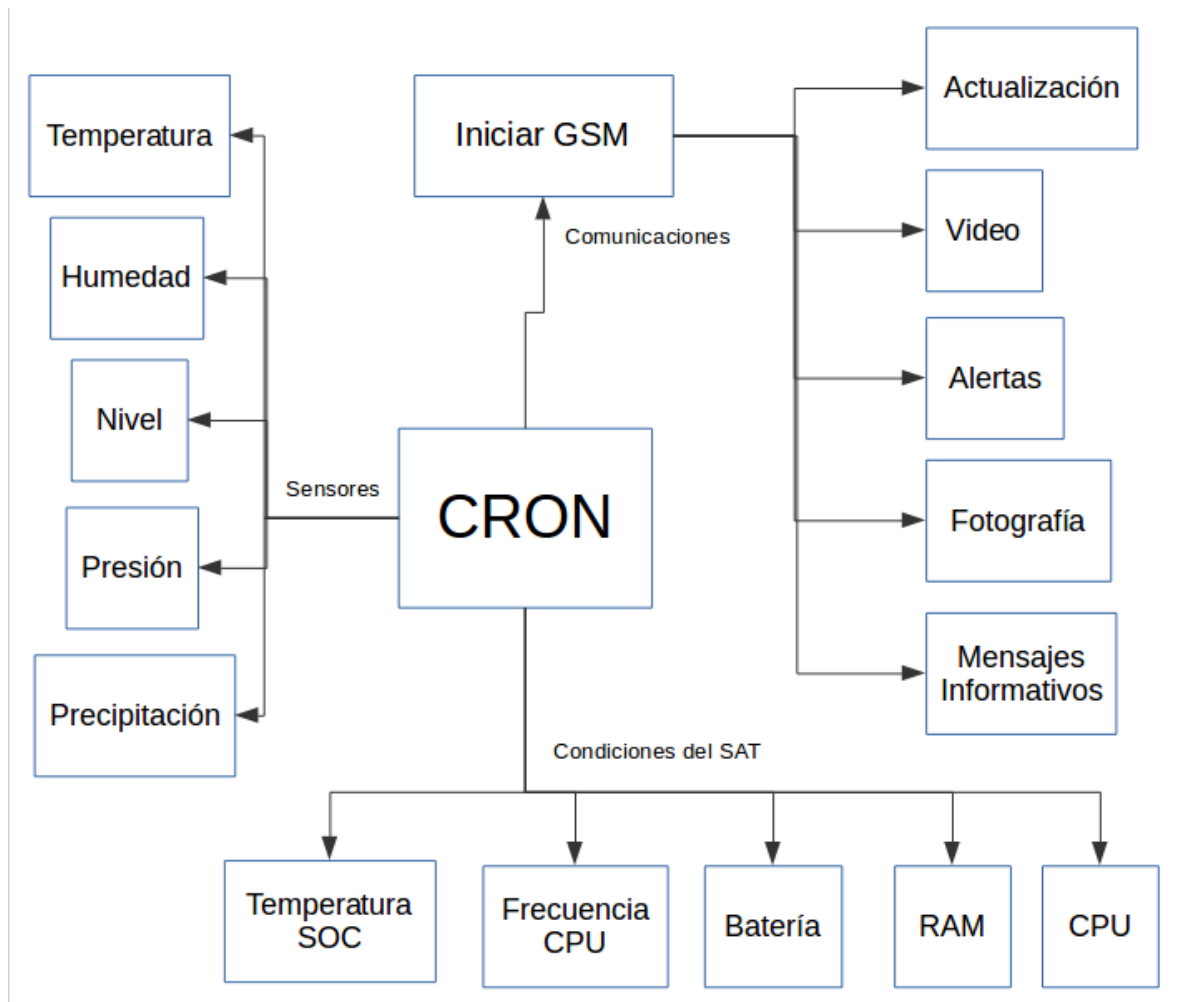 Temperatura
Humedad
Nivel
Presión
Precipitación
Sensores
CRON
Iniciar GSM
Comunicaciones
Actualización
Video
Alertas
Fotografía
Mensajes
Informativos
Condiciones del SAT
Temperatura
SOC
Frecuencia
CPU
Batería
RAM
CPU